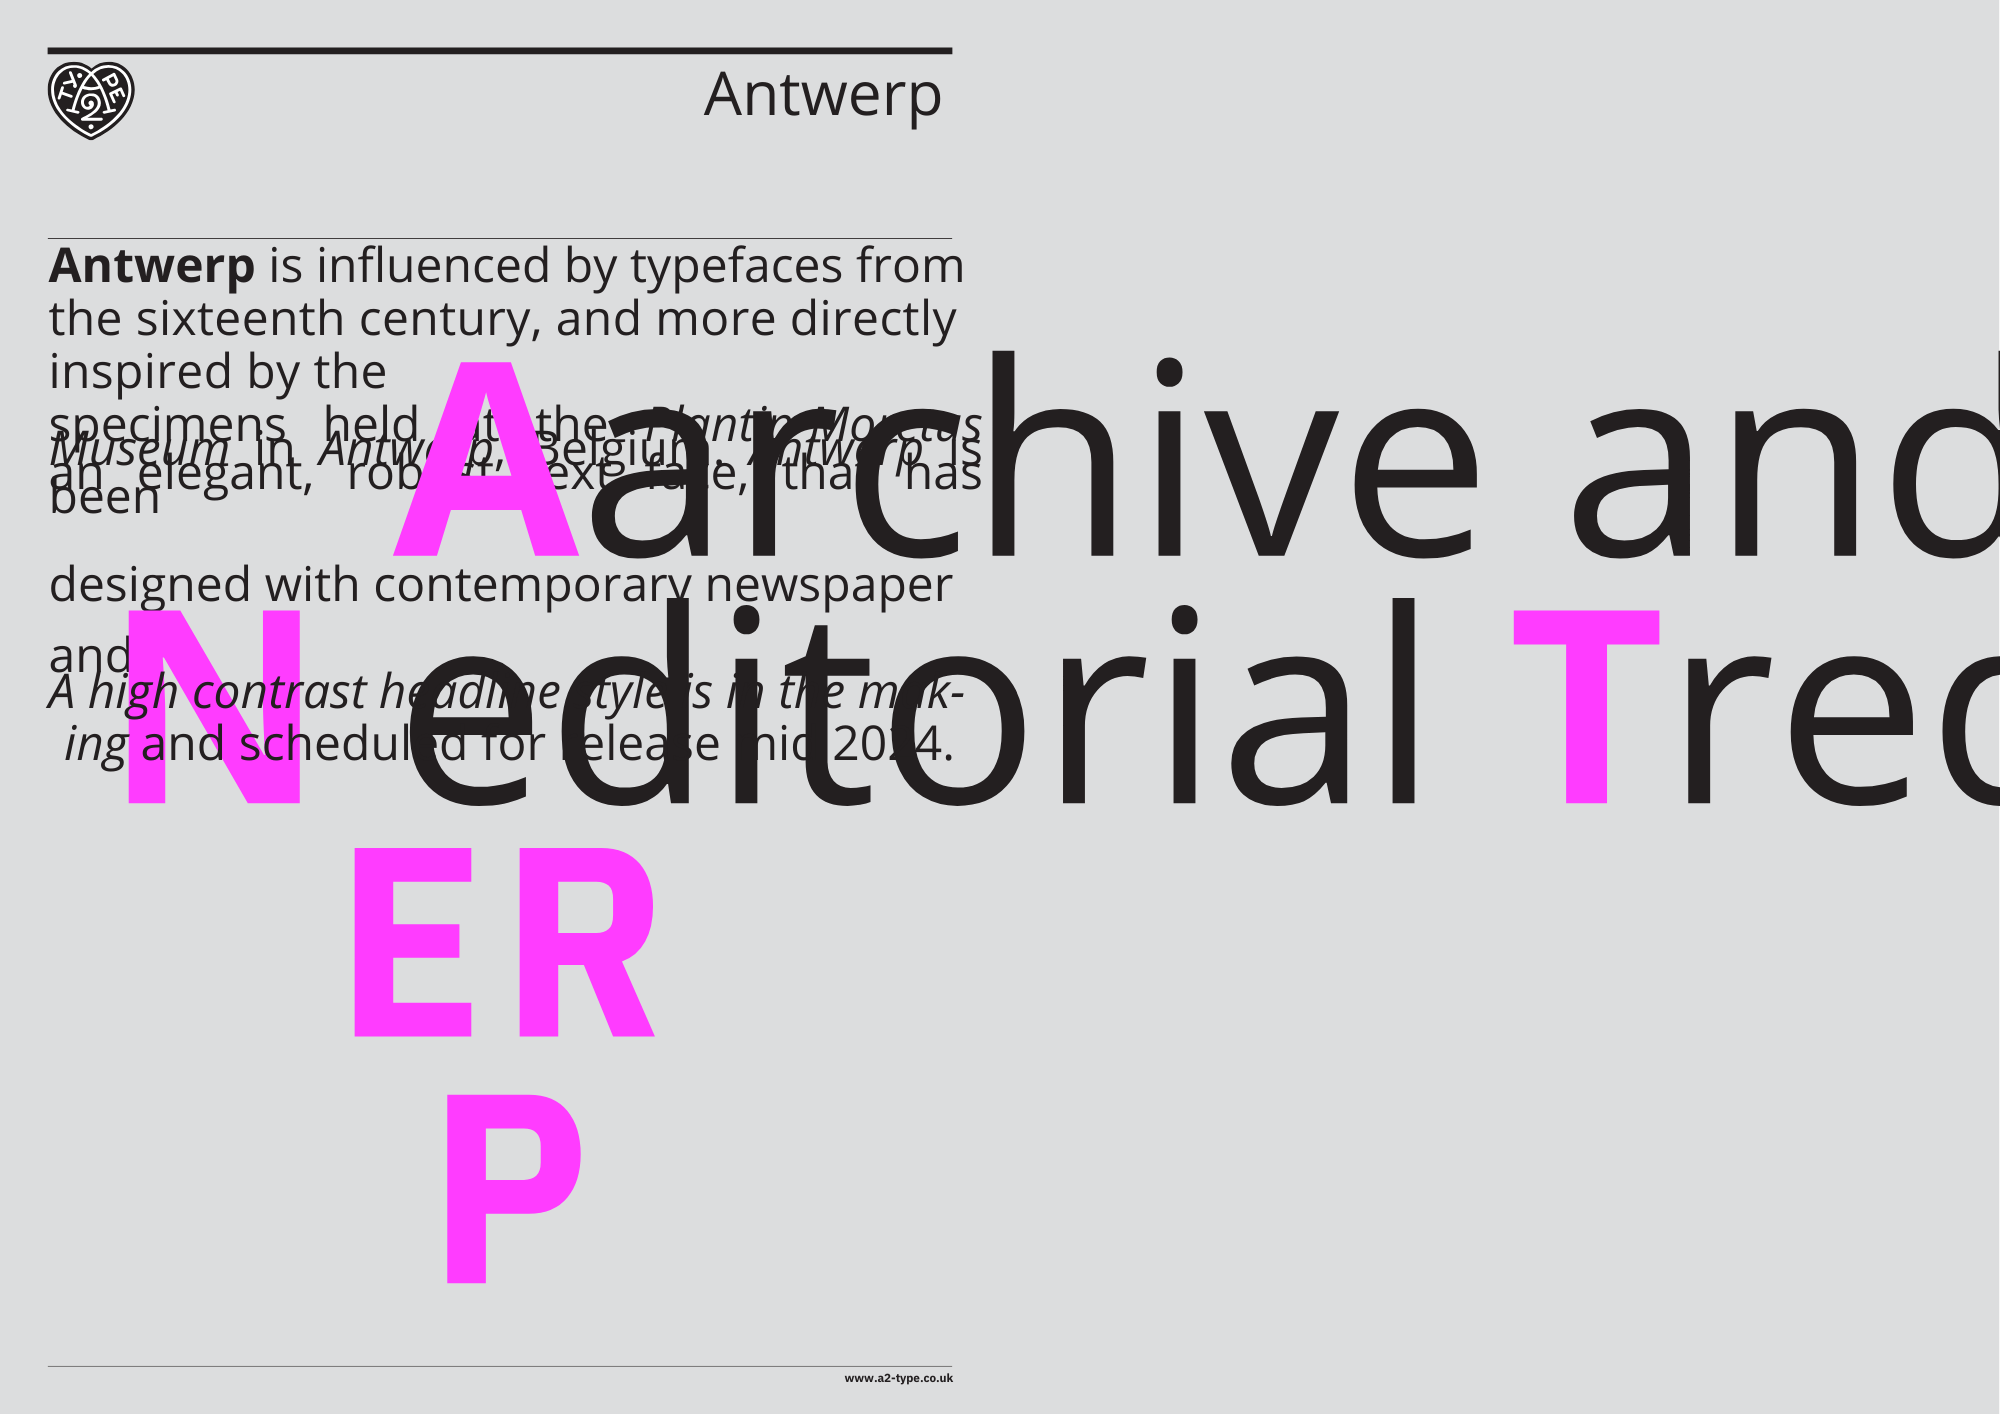 Antwerp
Antwerp is influenced by typefaces from
the sixteenth century, and more directly
inspired by the
specimens held at the Plantin Moretus
Museum in Antwerp, Belgium. Antwerp is
an elegant, robust text face, that has
been
designed with contemporary newspaper
and
A high contrast headline style is in the mak-
ing and scheduled for release mid 2024.
A archive and
N editorial T
ER
P
A2 TYPE
www.a2-type.co.uk